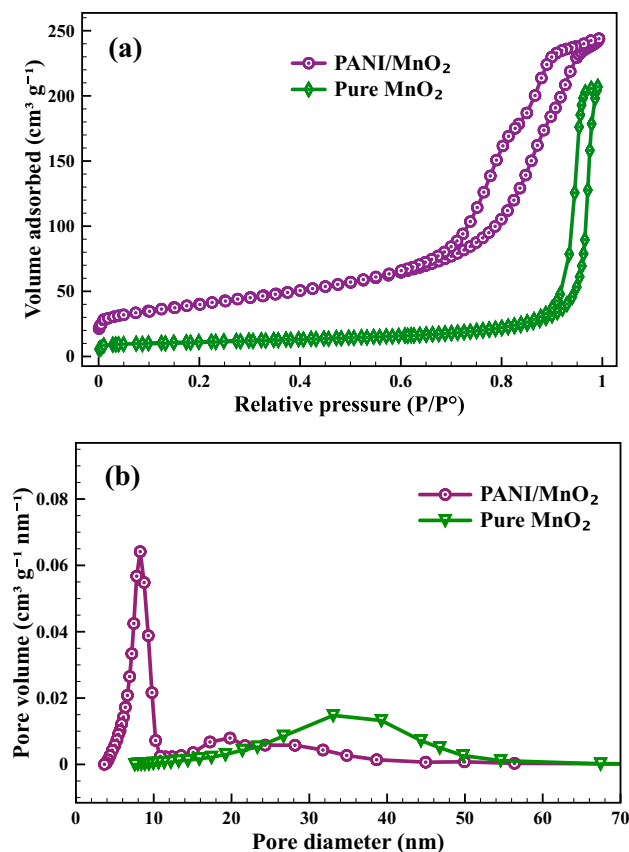 (a)
PANI/MnO₂
Pure MnO₂
Volume adsorbed (cm³ g⁻¹)
250
200
150
100
50
0
0 0.2 0.4 0.6 0.8 1
Relative pressure (P/P°)
(b)
PANI/MnO₂
Pure MnO₂
Pore volume (cm³ g⁻¹ nm⁻¹)
0.08
0.06
0.04
0.02
0
0 10 20 30 40 50 60 70
Pore diameter (nm)